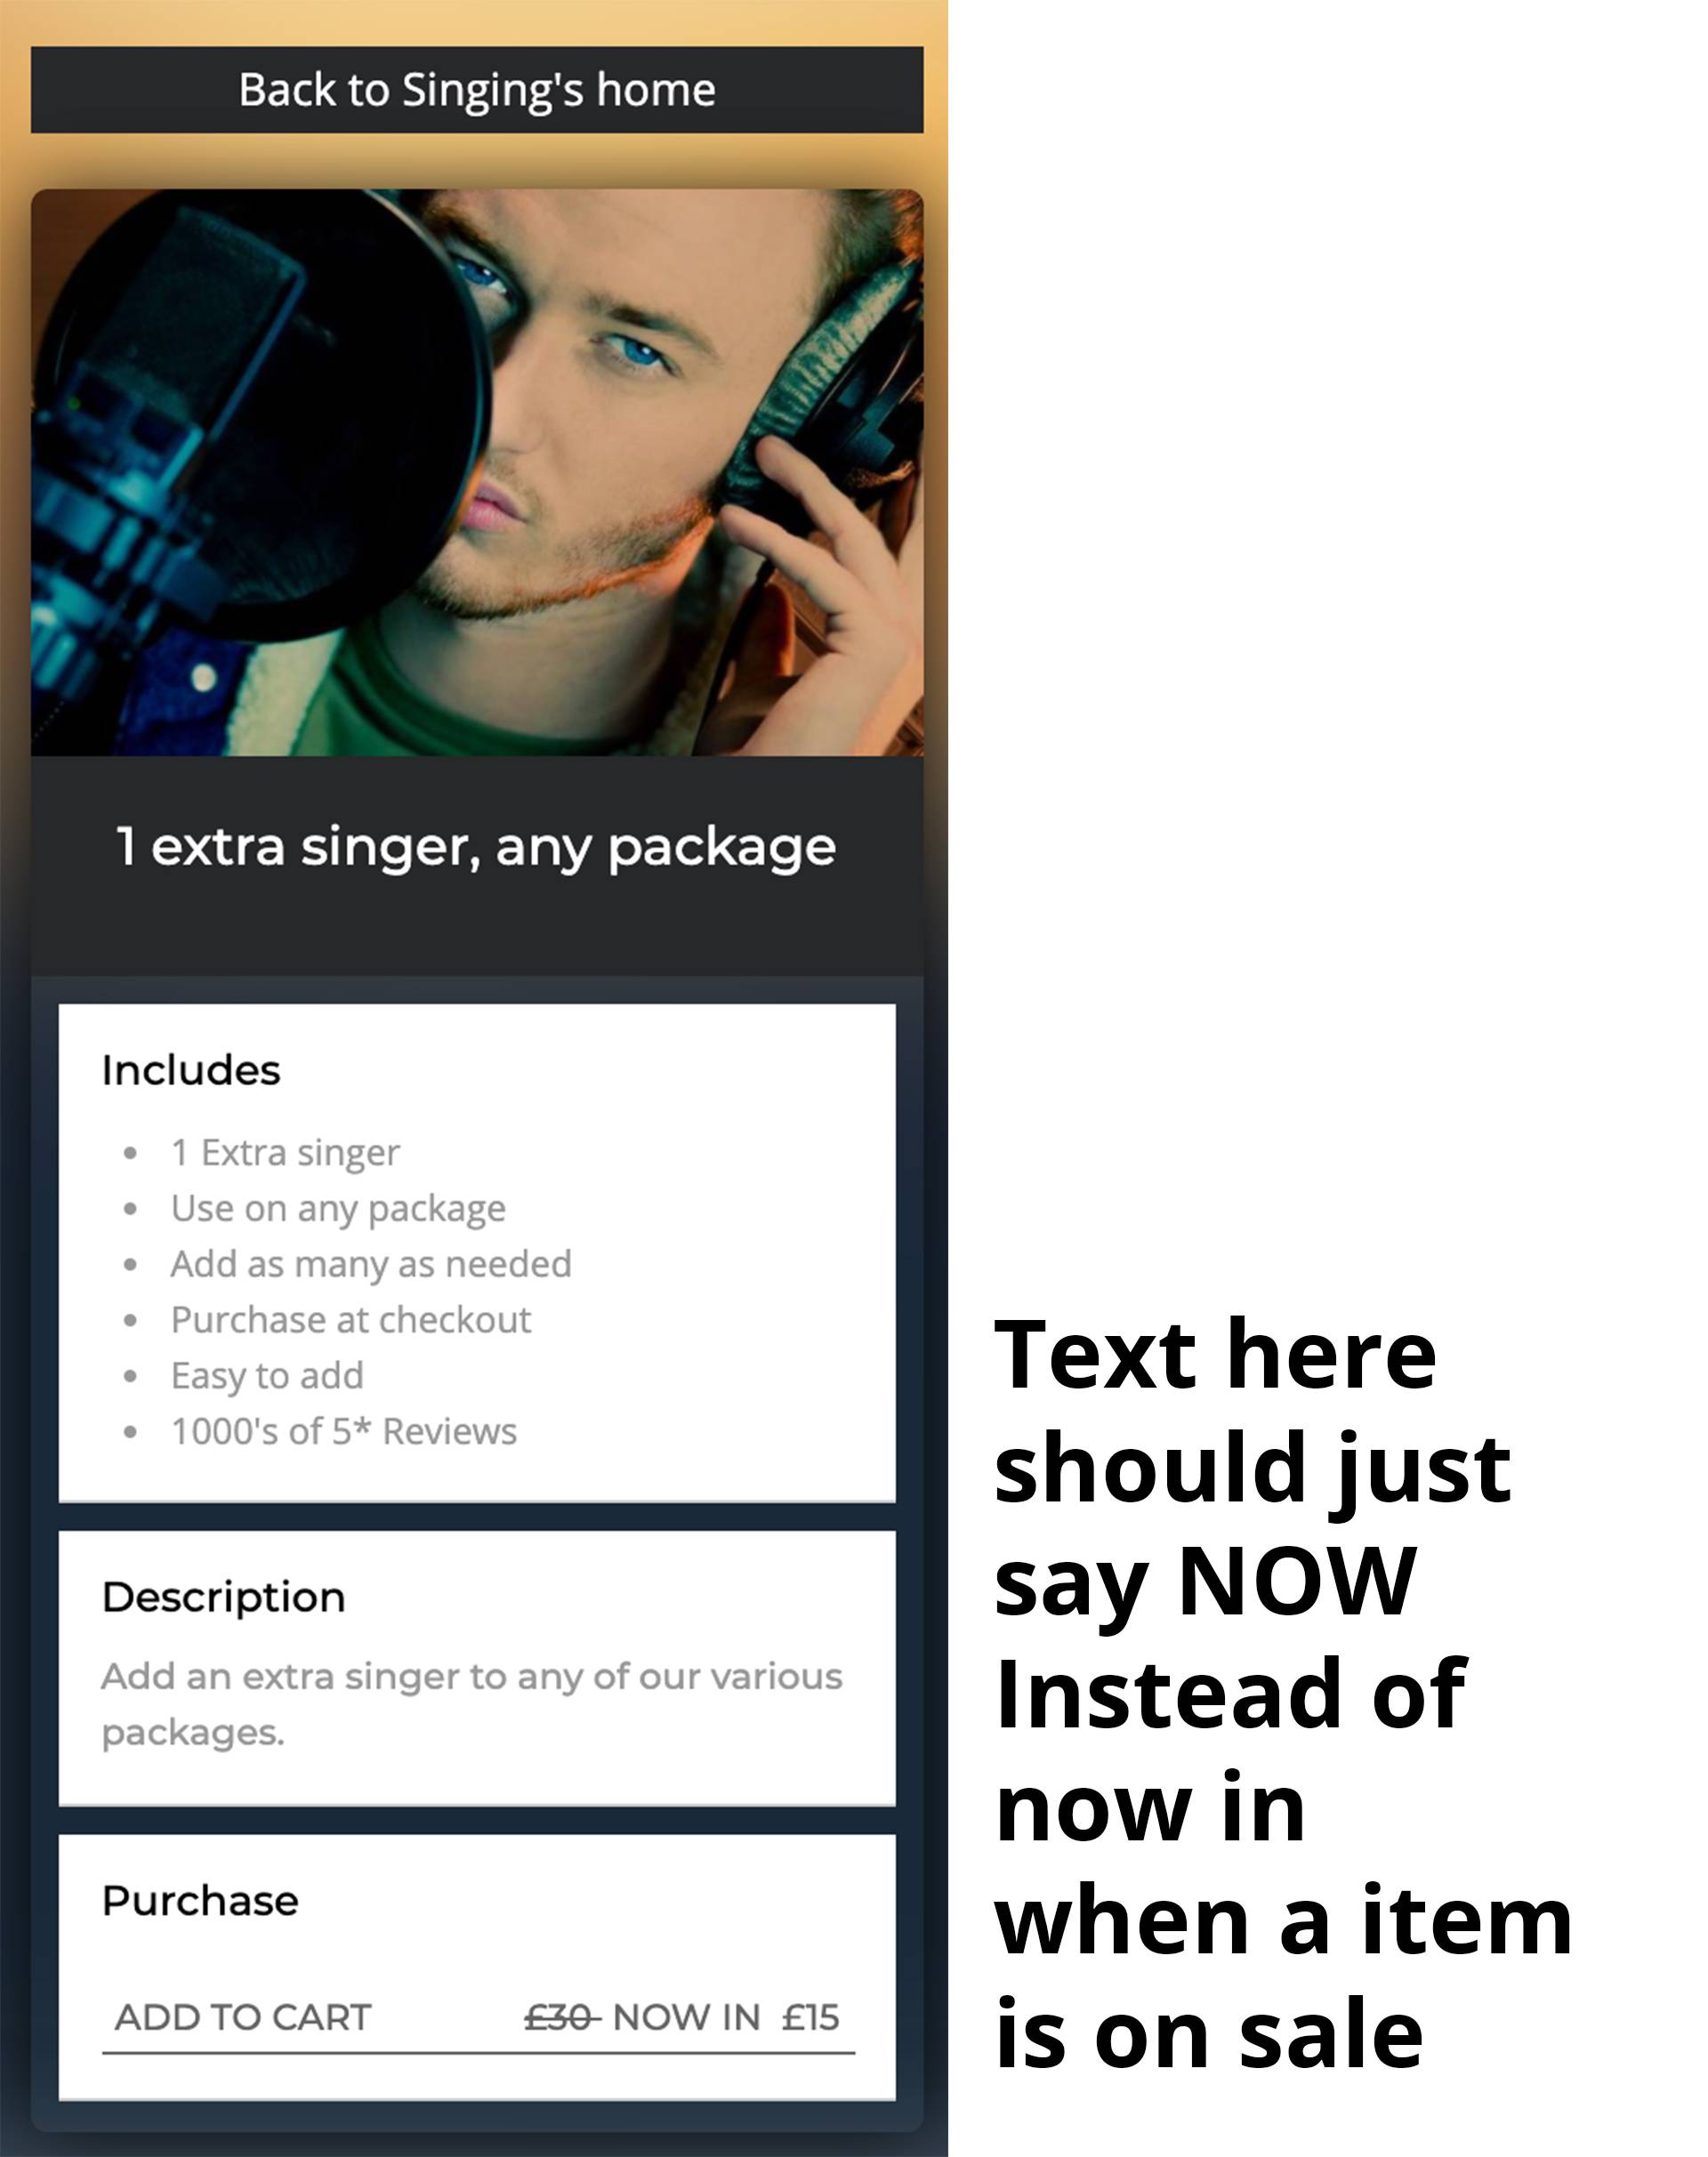 Back to Singing's home
1 extra singer, any package
Includes
1 Extra singer
Use on any package
Add as many as needed
Purchase at checkout
Easy to add
1000's of 5* Reviews
Description
Add an extra singer to any of our various
packages.
Purchase
ADD TO CART £30 NOW IN £15
Text here
should just
say NOW
Instead of
now in
when a item
is on sale